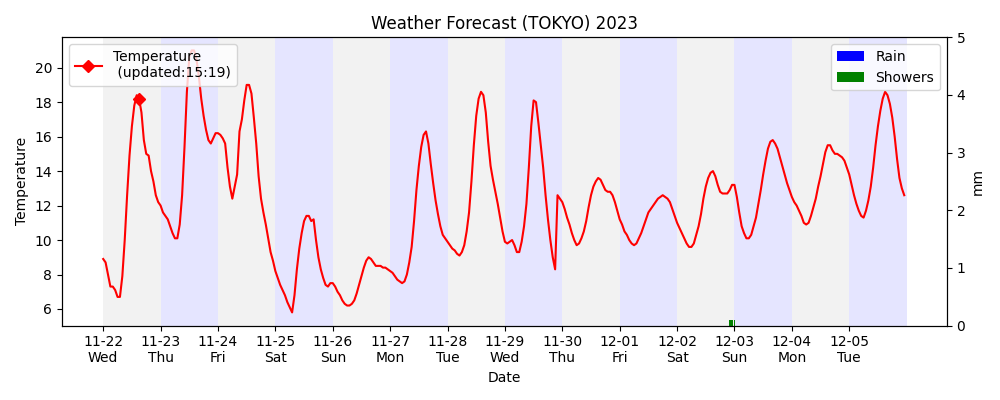 Weather Forecast (TOKYO) 2023
Temperature
(updated:15:19)
Rain
Showers
Temperature
20
18
16
14
12
10
8
6
5
4
3
2
1
0
mm
11-22 11-23 11-24 11-25 11-26 11-27 11-28 11-29 11-30 12-01 12-02 12-03 12-04 12-05
Wed Thu Fri Sat Sun Mon Tue Wed Thu Fri Sat Sun Mon Tue
Date